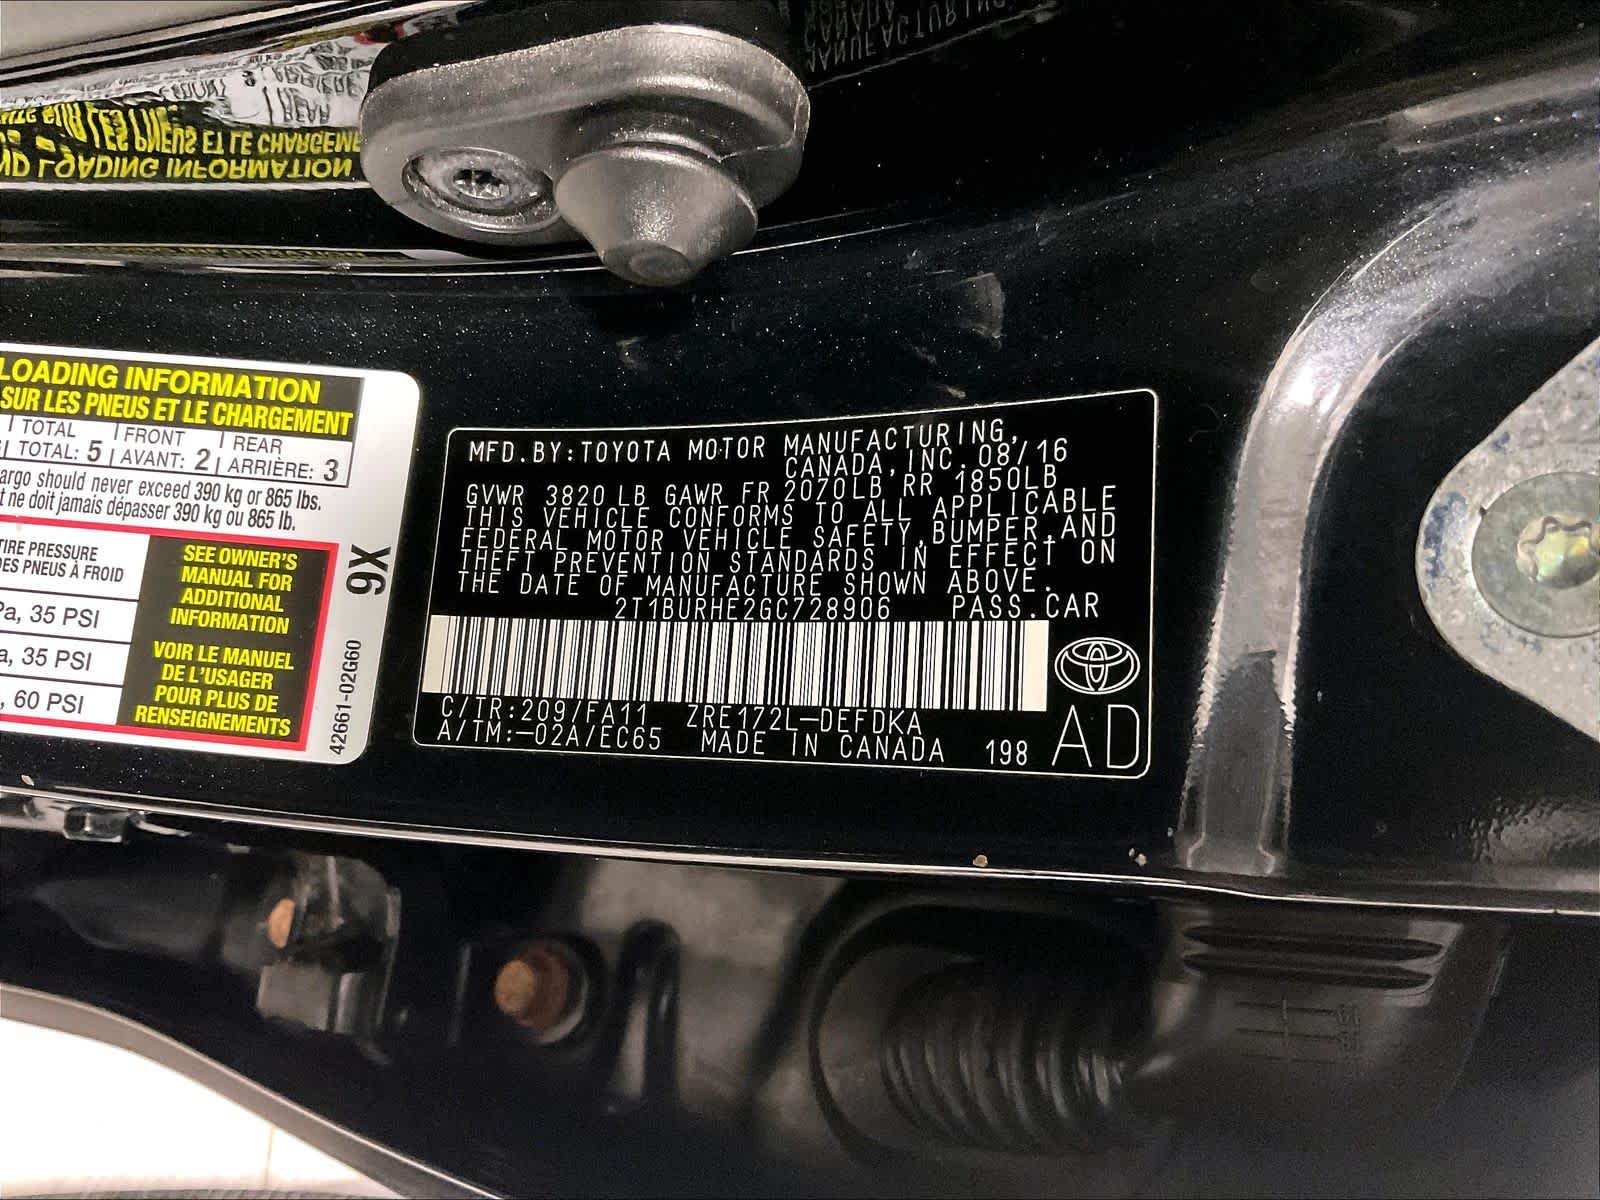 LOADING INFORMATION
SUR LES PNEUS ET LE CHARGEMENT
TOTAL FRONT REAR
TOTAL: 5 AVANT: 2 ARRIÈRE: 3
should never exceed 390 kg or 865 lbs.
ne doit jamais dépasser 390 kg ou 865 lb.
TIRE PRESSURE
DES PNEUS À FROID
35 PSI
35 PSI
60 PSI
SEE OWNER'S
MANUAL FOR
ADDITIONAL
INFORMATION
VOIR LE MANUEL
DE L'USAGER
POUR PLUS DE
RENSEIGNEMENTS
9X
42661-02G60
MFD.BY:TOYOTA MOTOR MANUFACTURING,
CANADA,INC. 08/16
GVWR 3820 LB GAWR FR 2070LB RR 1850LB
THIS VEHICLE CONFORMS TO ALL APPLICABLE
FEDERAL MOTOR VEHICLE SAFETY,BUMPER,AND
THEFT PREVENTION STANDARDS IN EFFECT ON
THE DATE OF MANUFACTURE SHOWN ABOVE.
2T1BURHE2GC728906 PASS.CAR
C/TR:209/FA11 ZRE172L-DEFDKA
A/TM:-02A/EC65 MADE IN CANADA 198 AD